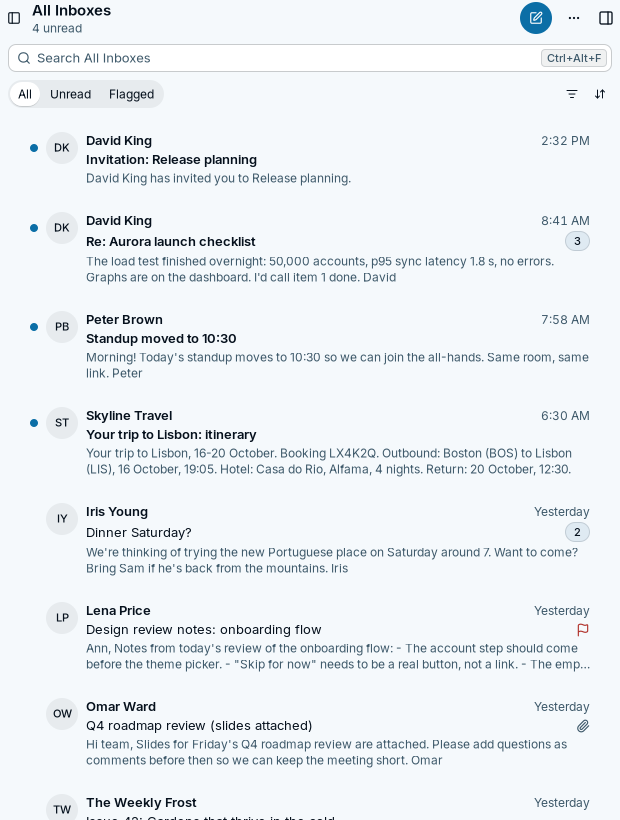 All Inboxes
4 unread
Search All Inboxes
Ctrl+Alt+F
All
Unread
Flagged
DK
David King
2:32 PM
Invitation: Release planning
David King has invited you to Release planning.
DK
David King
8:41 AM
Re: Aurora launch checklist
3
The load test finished overnight: 50,000 accounts, p95 sync latency 1.8 s, no errors.
Graphs are on the dashboard. I'd call item 1 done. David
PB
Peter Brown
7:58 AM
Standup moved to 10:30
Morning! Today's standup moves to 10:30 so we can join the all-hands. Same room, same
link. Peter
ST
Skyline Travel
6:30 AM
Your trip to Lisbon: itinerary
Your trip to Lisbon, 16-20 October. Booking LX4K2Q. Outbound: Boston (BOS) to Lisbon
(LIS), 16 October, 19:05. Hotel: Casa do Rio, Alfama, 4 nights. Return: 20 October, 12:30.
IY
Iris Young
Yesterday
Dinner Saturday?
2
We're thinking of trying the new Portuguese place on Saturday around 7. Want to come?
Bring Sam if he's back from the mountains. Iris
LP
Lena Price
Yesterday
Design review notes: onboarding flow
Ann, Notes from today's review of the onboarding flow: - The account step should come
before the theme picker. - "Skip for now" needs to be a real button, not a link. - The emp...
OW
Omar Ward
Yesterday
Q4 roadmap review (slides attached)
Hi team, Slides for Friday's Q4 roadmap review are attached. Please add questions as
comments before then so we can keep the meeting short. Omar
TW
The Weekly Frost
Yesterday